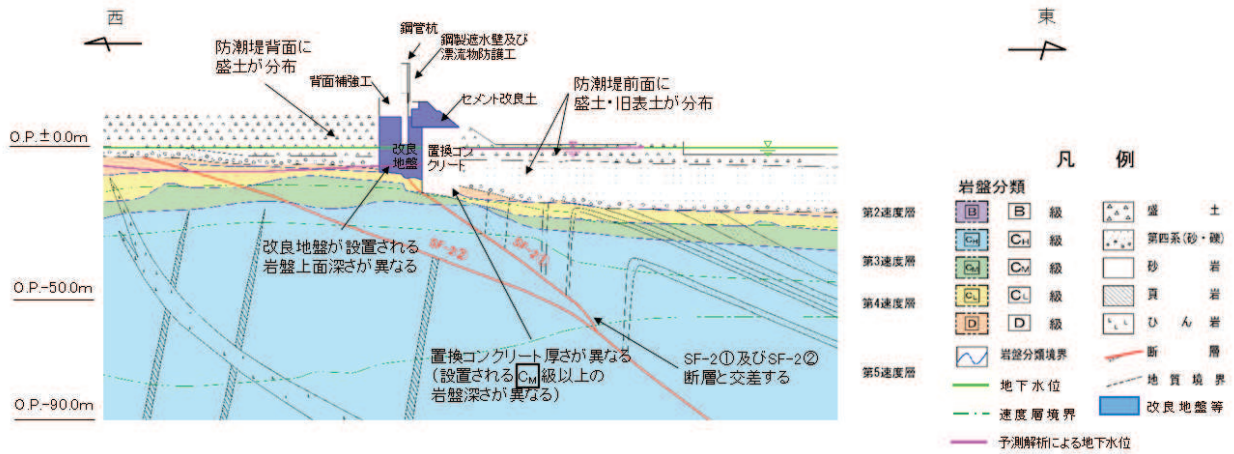 西
東
鋼管杭
鋼製遮水壁及び
漂流物防護工
防潮堤背面に
盛土が分布
背面補強工
セメント改良土
防潮堤前面に
盛土・旧表土が分布
O.P.±0.0m
改良
地盤
置換コン
クリート
改良地盤が設置される
岩盤上面深さが異なる
SF-2②
SF-2①
O.P.-50.0m
置換コンクリート厚さが異なる
(設置されるCM級以上の
岩盤深さが異なる)
SF-2①及びSF-2②
断層と交差する
O.P.-90.0m
第2速度層
第3速度層
第4速度層
第5速度層
凡 例
岩盤分類
B B 級
CH CH 級
CM CM 級
CL CL 級
D D 級
岩盤分類境界
地下水位
速度層境界
予測解析による地下水位
盛 土
第四系(砂・礫)
砂 岩
頁 岩
ひ ん 岩
断 層
地 質 境 界
改良地盤等